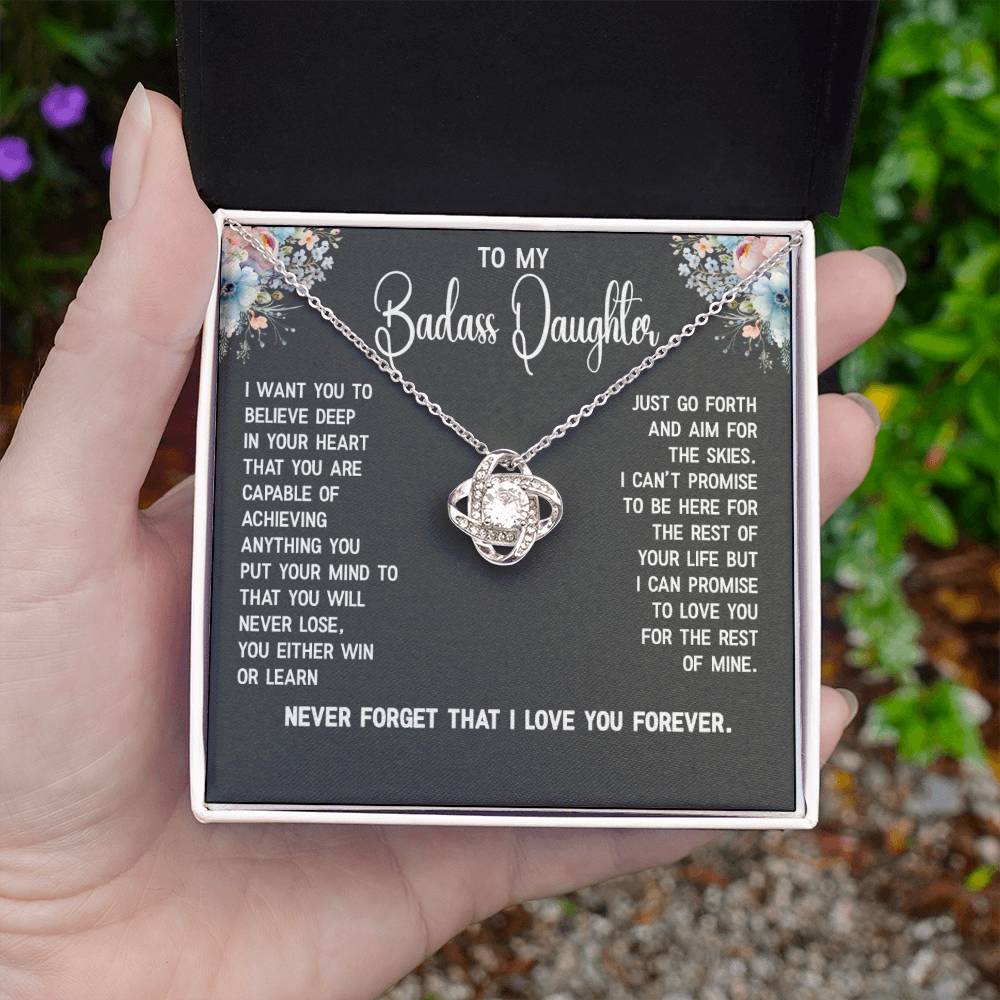 TO MY
Badass Daughter
I WANT YOU TO
BELIEVE DEEP
IN YOUR HEART
THAT YOU ARE
CAPABLE OF
ACHIEVING
ANYTHING YOU
PUT YOUR MIND TO
THAT YOU WILL
NEVER LOSE,
YOU EITHER WIN
OR LEARN
JUST GO FORTH
AND AIM FOR
THE SKIES.
I CAN'T PROMISE
TO BE HERE FOR
THE REST OF
YOUR LIFE BUT
I CAN PROMISE
TO LOVE YOU
FOR THE REST
OF MINE.
NEVER FORGET THAT I LOVE YOU FOREVER.